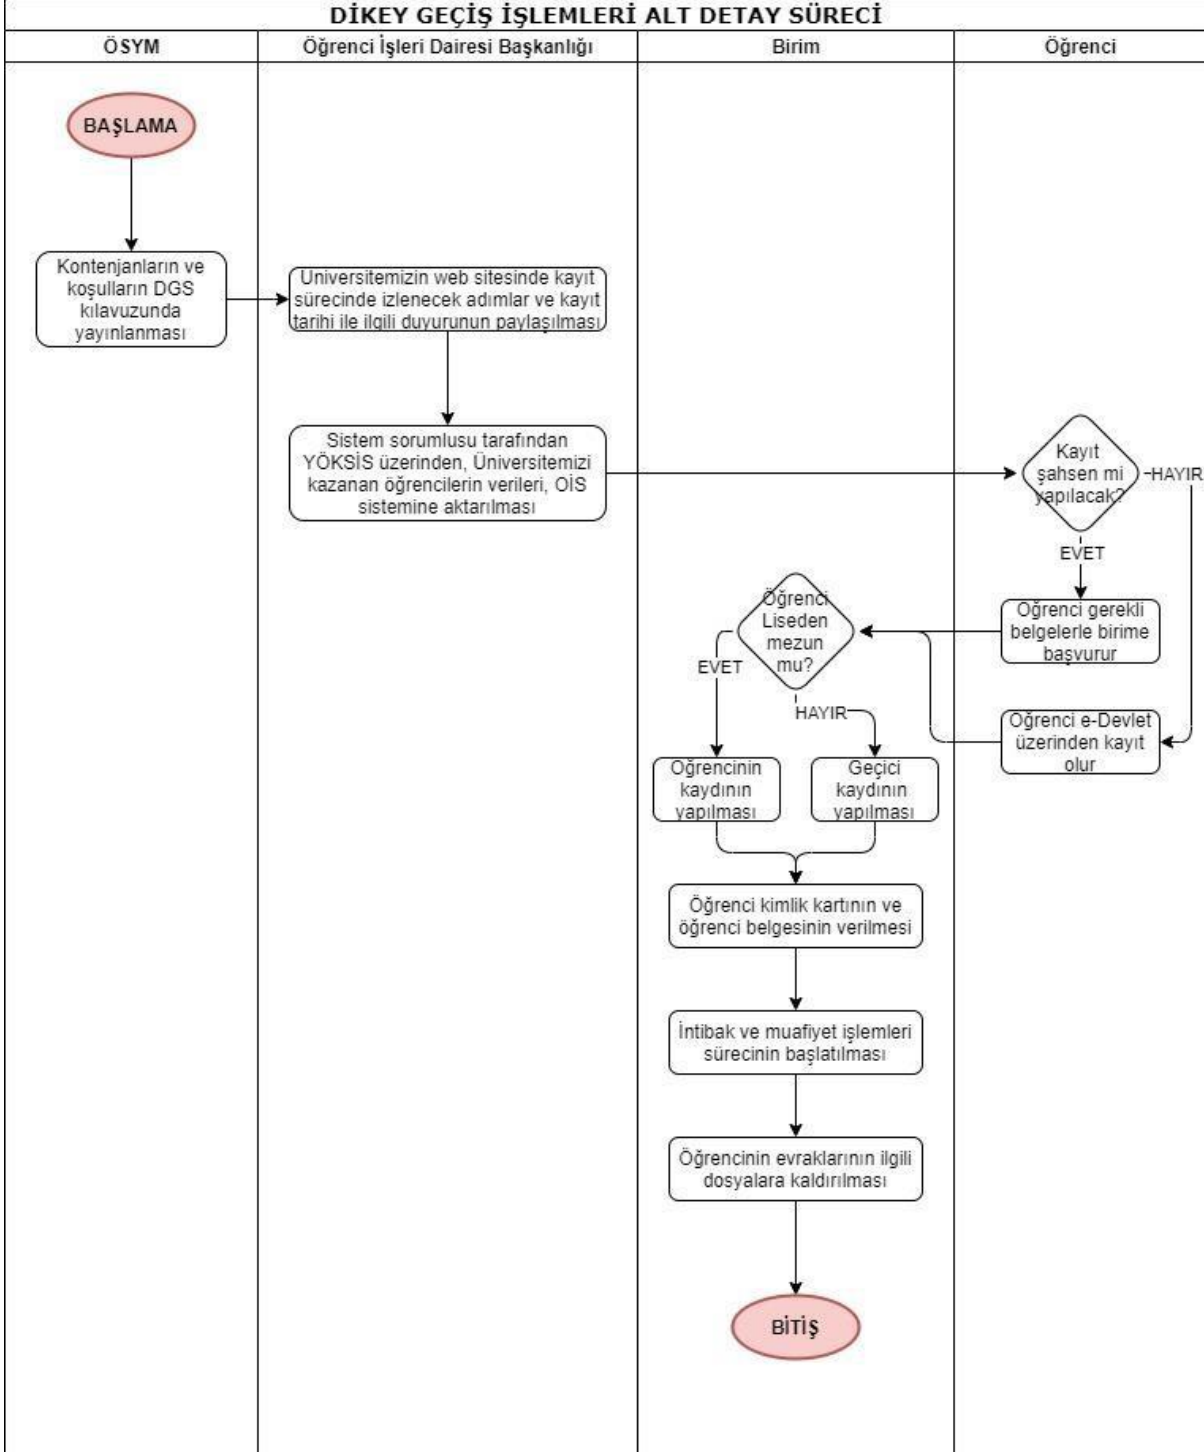 DİKEY GEÇİŞ İŞLEMLERİ ALT DETAY SÜRECİ
ÖSYM
Öğrenci İşleri Dairesi Başkanlığı
Birim
Öğrenci
BAŞLAMA
Kontenjanların ve
koşulların DGS
kılavuzunda
yayınlanması
Üniversitemizin web sitesinde kayıt
sürecinde izlenecek adımlar ve kayıt
tarihi ile ilgili duyurunun paylaşılması
Sistem sorumlusu tarafından
YÖKSİS üzerinden, Üniversitemizi
kazanan öğrencilerin verileri, OİS
sistemine aktarılması
Kayıt
şahsen mi
yapılacak?
HAYIR
EVET
Öğrenci gerekli
belgelerle birime
başvurur
Öğrenci e-Devlet
üzerinden kayıt
olur
Öğrenci
Liseden
mezun
mu?
EVET
HAYIR
Öğrencinin
kaydının
yapılması
Geçici
kaydının
yapılması
Öğrenci kimlik kartının ve
öğrenci belgesinin verilmesi
İntibak ve muafiyet işlemleri
sürecinin başlatılması
Öğrencinin evraklarının ilgili
dosyalara kaldırılması
BİTİŞ